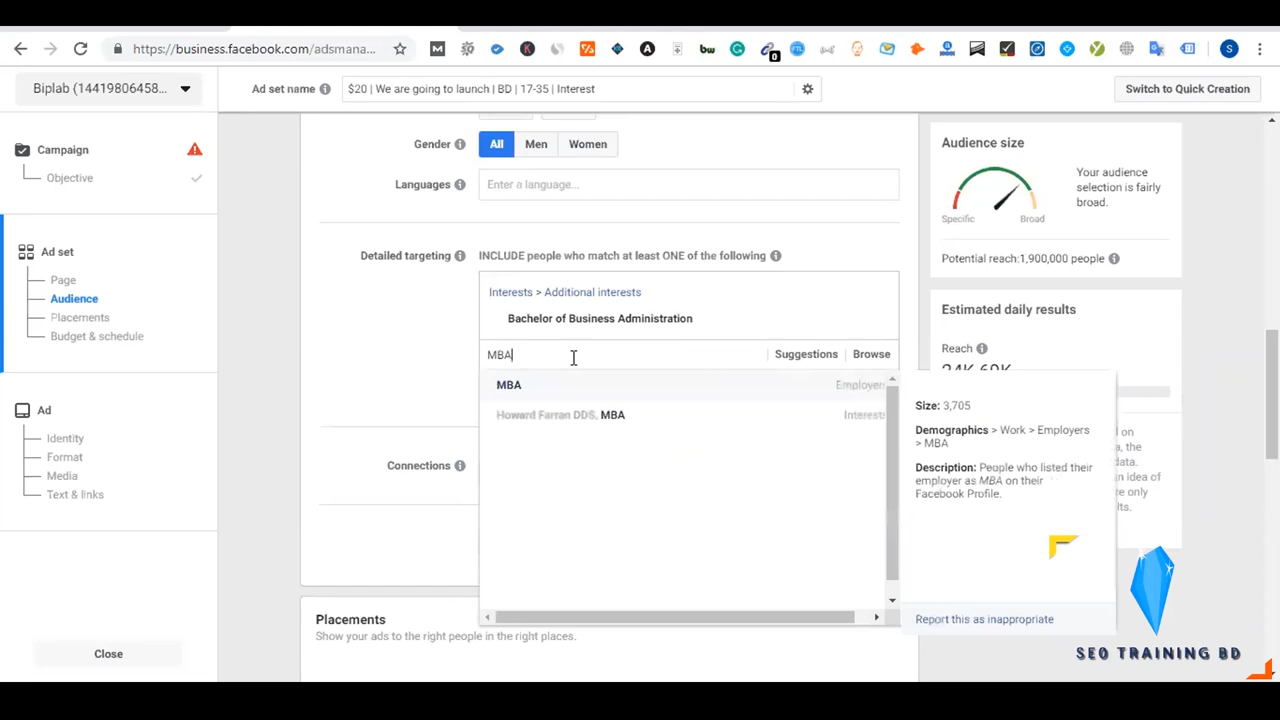 https://business.facebook.com/adsmana...
M
A
bw
0
FTL
S
Biplab (14419806458...
Ad set name
$20 | We are going to launch | BD | 17-35 | Interest
Switch to Quick Creation
Campaign
Objective
Ad set
Page
Audience
Placements
Budget & schedule
Ad
Identity
Format
Media
Text & links
Close
Gender
All
Men
Women
Languages
Enter a language...
Detailed targeting
INCLUDE people who match at least ONE of the following
Interests > Additional interests
Bachelor of Business Administration
MBA
Suggestions
Browse
MBA
Employers
Howard Farran DDS, MBA
Interests
Connections
Placements
Show your ads to the right people in the right places.
Audience size
Specific
Broad
Your audience
selection is fairly
broad.
Potential reach:1,900,000 people
Estimated daily results
Reach
Size: 3,705
Demographics > Work > Employers
> MBA
Description: People who listed their
employer as MBA on their
Facebook Profile.
Report this as inappropriate
SEO TRAINING BD